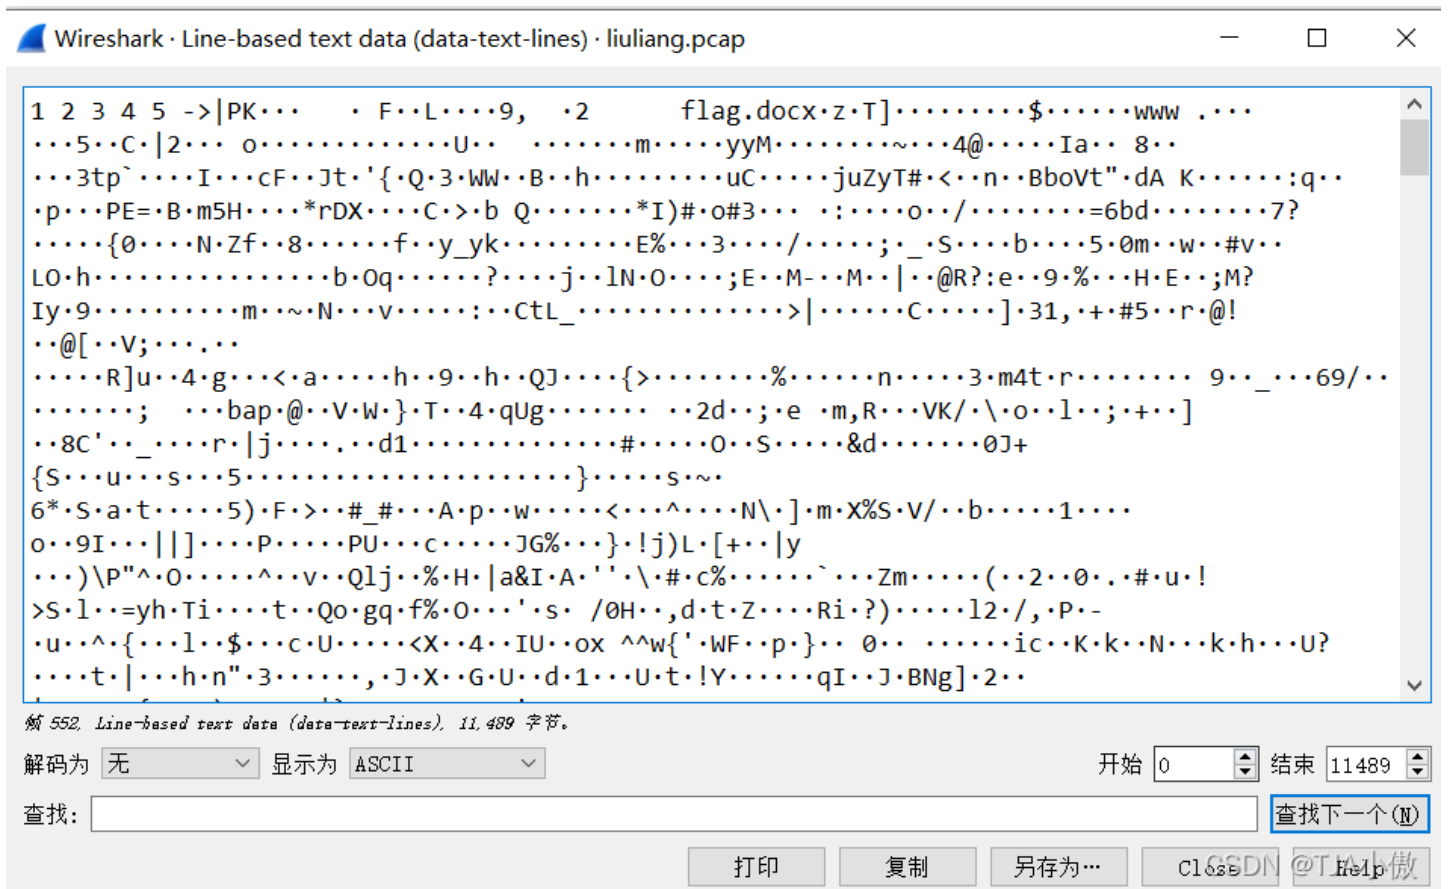 Wireshark · Line-based text data (data-text-lines) · liuliang.pcap
1 2 3 4 5 ->|PK··· · F··L····9, ·2 flag.docx·z·T]·········$······www .···
···5··C·|2··· o·············U·· ·······m·····yyM········~···4@·····Ia·· 8··
···3tp`····I···cF··Jt·'{·Q·3·WW··B··h·········uC·····juZyT#·<··n··BboVt"·dA K······:q··
·p···PE=·B·m5H····*rDX····C·>·b Q·······*I)#·o#3··· ·:····o··/········=6bd········7?
·····{0····N·Zf··8······f··y_yk·········E%···3····/·····;·_·S····b····5·0m··w··#v··
LO·h················b·Oq······?····j··lN·O····;E··M-··M··|··@R?:e··9·%···H·E··;M?
Iy·9··········m··~·N···v·····:··CtL_··············>|······C·····]·31,·+·#5··r·@!
··@[··V;···.··
·····R]u··4·g···<·a·····h··9··h··QJ····{>········%······n·····3·m4t·r········ 9··_···69/··
·······; ···bap·@··V·W·}·T··4·qUg······· ··2d··;·e ·m,R···VK/·\·o··l··;·+··]
··8C'··_····r·|j····.··d1··············#·····O··S·····&d·······0J+
{S···u···s···5······················}·····s·~·
6*·S·a·t·····5)·F·>··#_#···A·p··w·····<···^····N\·]·m·X%S·V/··b·····1····
o··9I···||]····P·····PU···c·····JG%···}·!j)L·[+··|y
···)\P"^·O·····^··v··Qlj··%·H·|a&I·A·''·\·#·c%······`···Zm·····(··2··0·.·#·u·!
>S·l··=yh·Ti····t··Qo·gq·f%·O···'·s· /0H··,d·t·Z····Ri·?)·····l2·/,·P·-
·u··^·{···l··$···c·U·····<X··4··IU··ox ^^w{'·WF··p·}·· 0·· ······ic··K·k··N···k·h···U?
····t·|···h·n"·3······,·J·X··G·U··d·1···U·t·!Y······qI··J·BNg]·2··
帧 552, Line-based text data (data-text-lines), 11,489 字节。
解码为 无 显示为 ASCII 开始 0 结束 11489
查找: 查找下一个(N)
打印 复制 另存为… Close Help
CSDN @TJA小傲